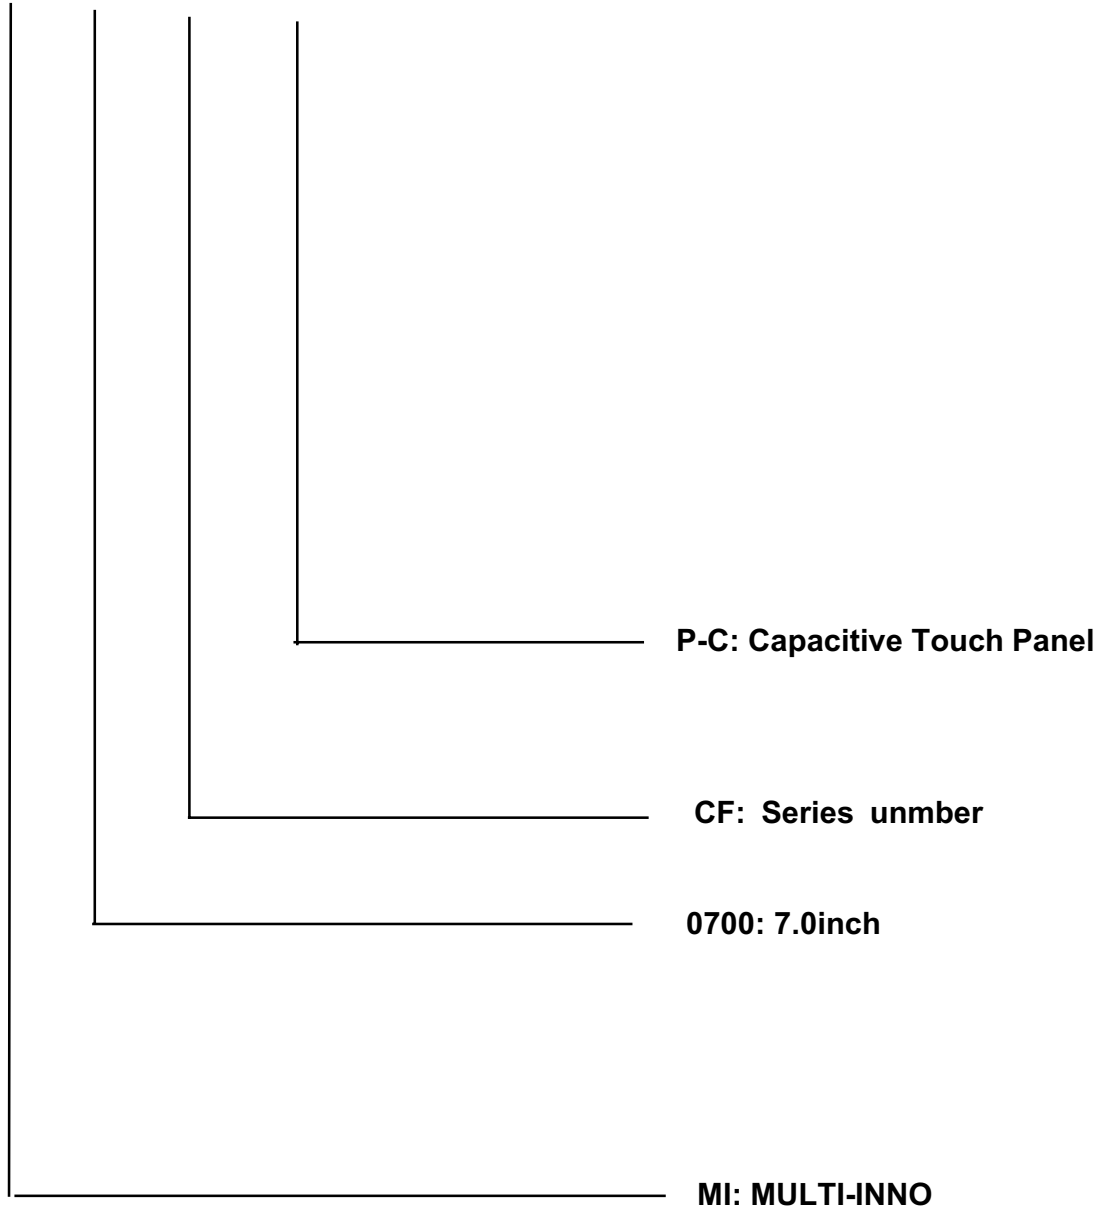 P-C: Capacitive Touch Panel
CF: Series unmber
0700: 7.0inch
MI: MULTI-INNO